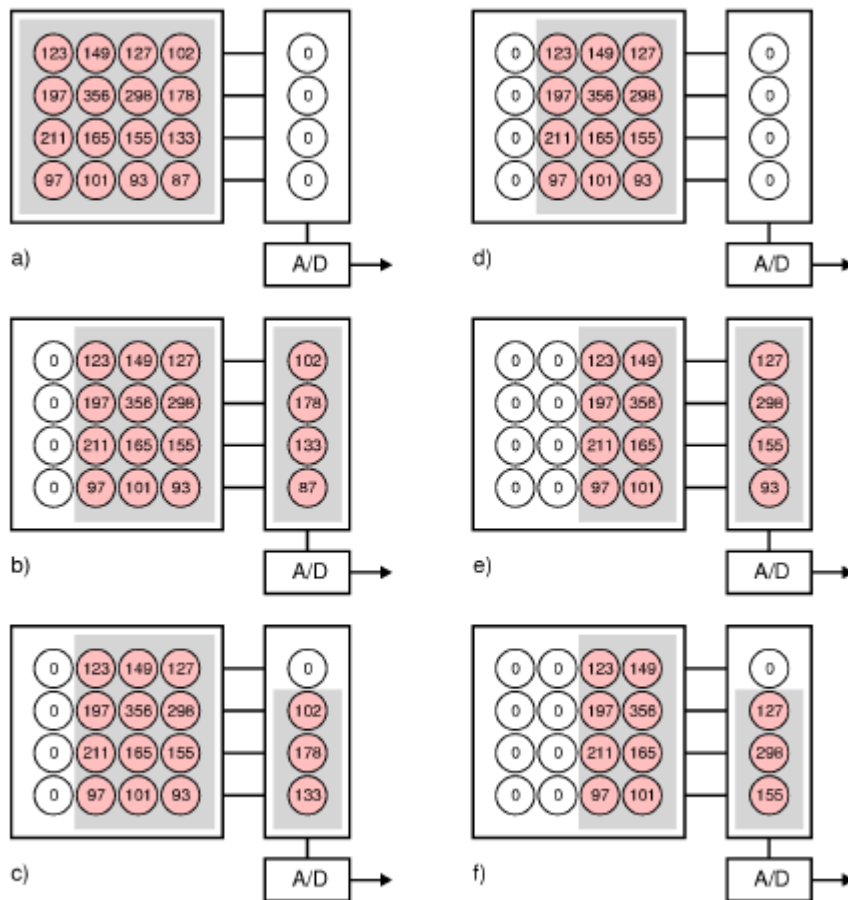 123 149 127 102 0
197 356 298 178 0
211 165 155 133 0
97 101 93 87 0
a) A/D
0 123 149 127 0
0 197 356 298 0
0 211 165 155 0
0 97 101 93 0
d) A/D
0 123 149 127 102
0 197 356 298 178
0 211 165 155 133
0 97 101 93 87
b) A/D
0 0 123 149 127
0 0 197 356 298
0 0 211 165 155
0 0 97 101 93
e) A/D
0 123 149 127 0
0 197 356 298 102
0 211 165 155 178
0 97 101 93 133
c) A/D
0 0 123 149 0
0 0 197 356 127
0 0 211 165 298
0 0 97 101 155
f) A/D